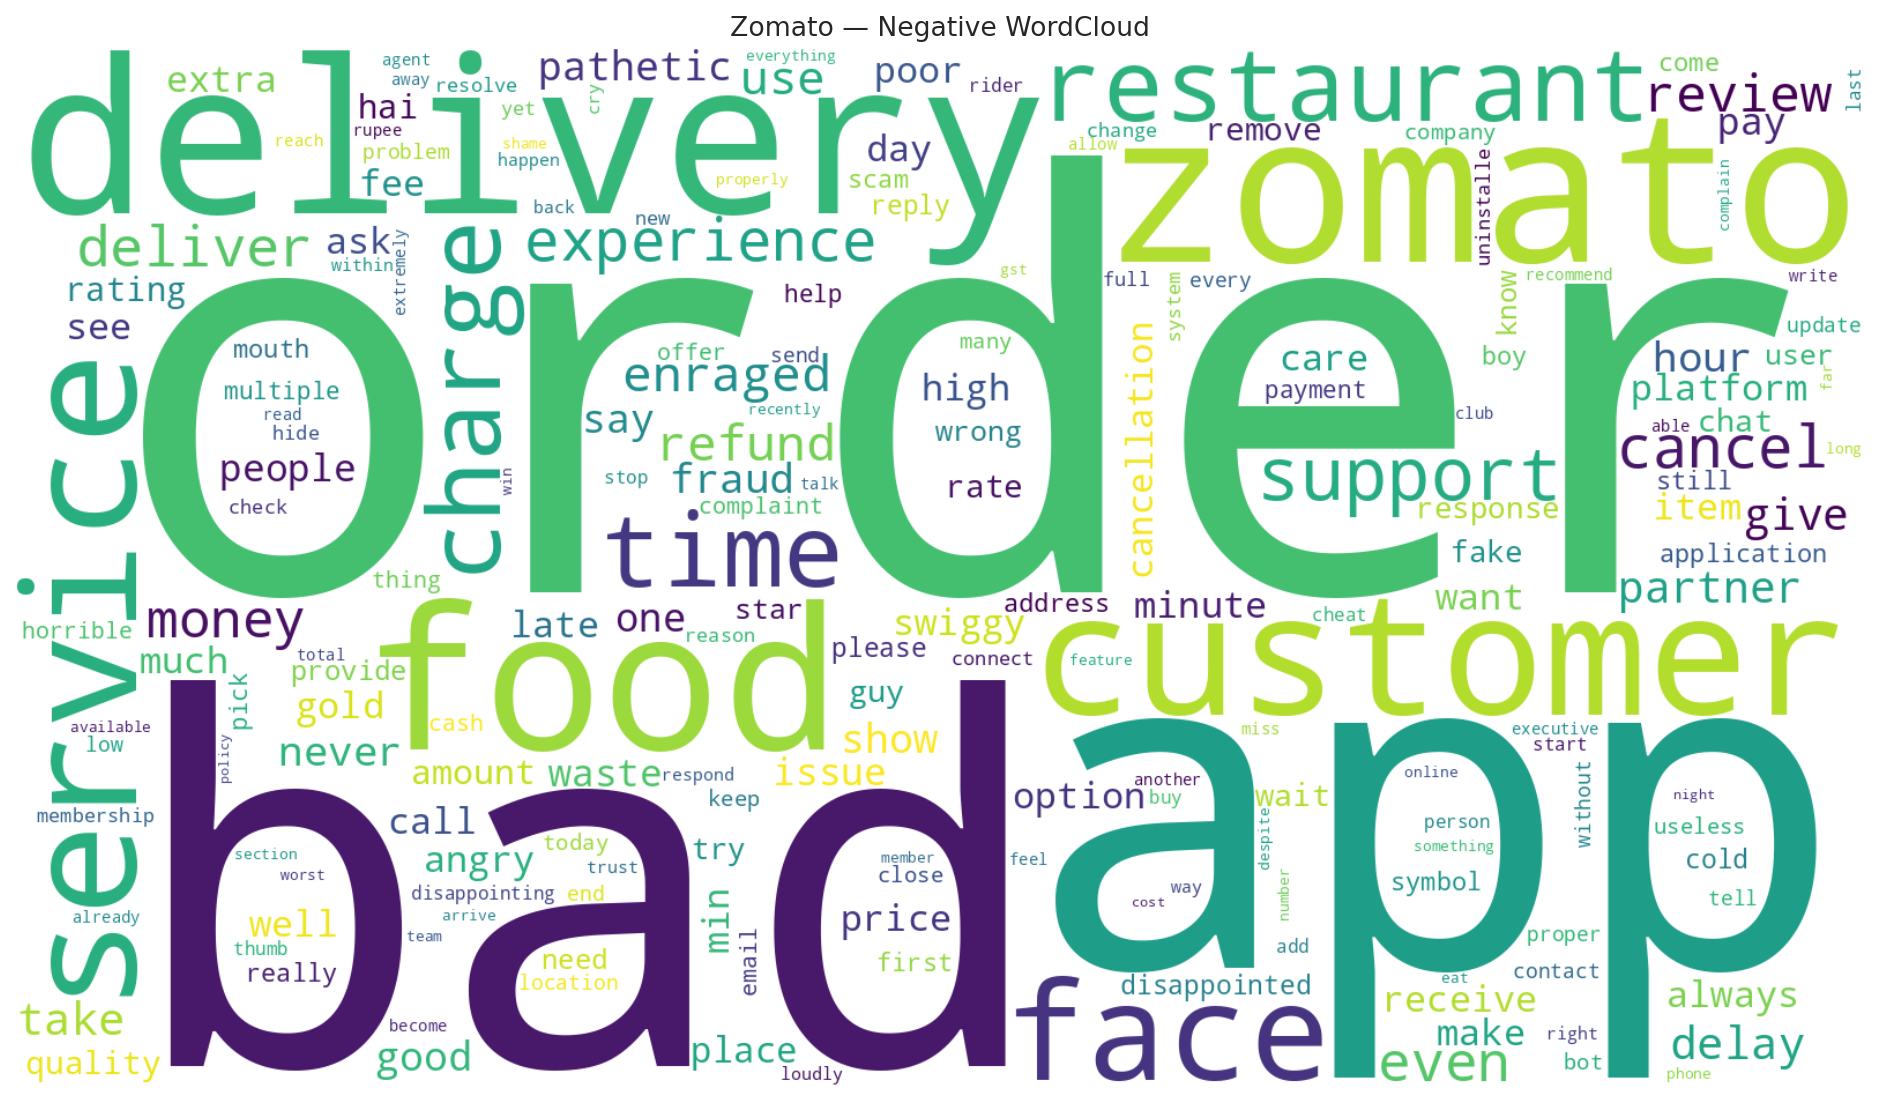 Zomato — Negative WordCloud
delivery
restaurant
zomato
order
service
charge
food
customer
bad
app
face
time
support
experience
deliver
extra
agent
away
resolve
pathetic
everything
use
poor
rider
come
review
last
hai
rupee
yet
cry
reach
problem
shame
happen
fee
properly
day
scam
reply
change
allow
remove
company
pay
complain
uninstalle
back
new
ask
within
extremely
rating
see
help
gst
full
system
every
know
recommend
write
update
mouth
multiple
read
hide
people
check
offer
send
enraged
recently
say
refund
fraud
talk
stop
complaint
win
many
high
wrong
rate
cancellation
care
payment
boy
club
hour
user
far
platform
chat
able
cancel
long
still
item
give
response
fake
application
partner
want
thing
money
horrible
much
total
provide
gold
pick
late
one
star
reason
swiggy
address
minute
cheat
please
connect
feature
guy
cash
show
never
available
low
policy
amount
waste
respond
issue
keep
membership
call
angry
today
try
trust
disappointing
end
arrive
team
section
worst
already
well
thumb
really
need
location
min
email
member
close
price
first
option
another
buy
wait
miss
executive
start
without
online
night
person
something
useless
cold
symbol
tell
feel
despite
way
cost
number
add
proper
contact
disappointed
eat
receive
always
make
right
delay
even
bot
phone
take
quality
become
good
place
loudly